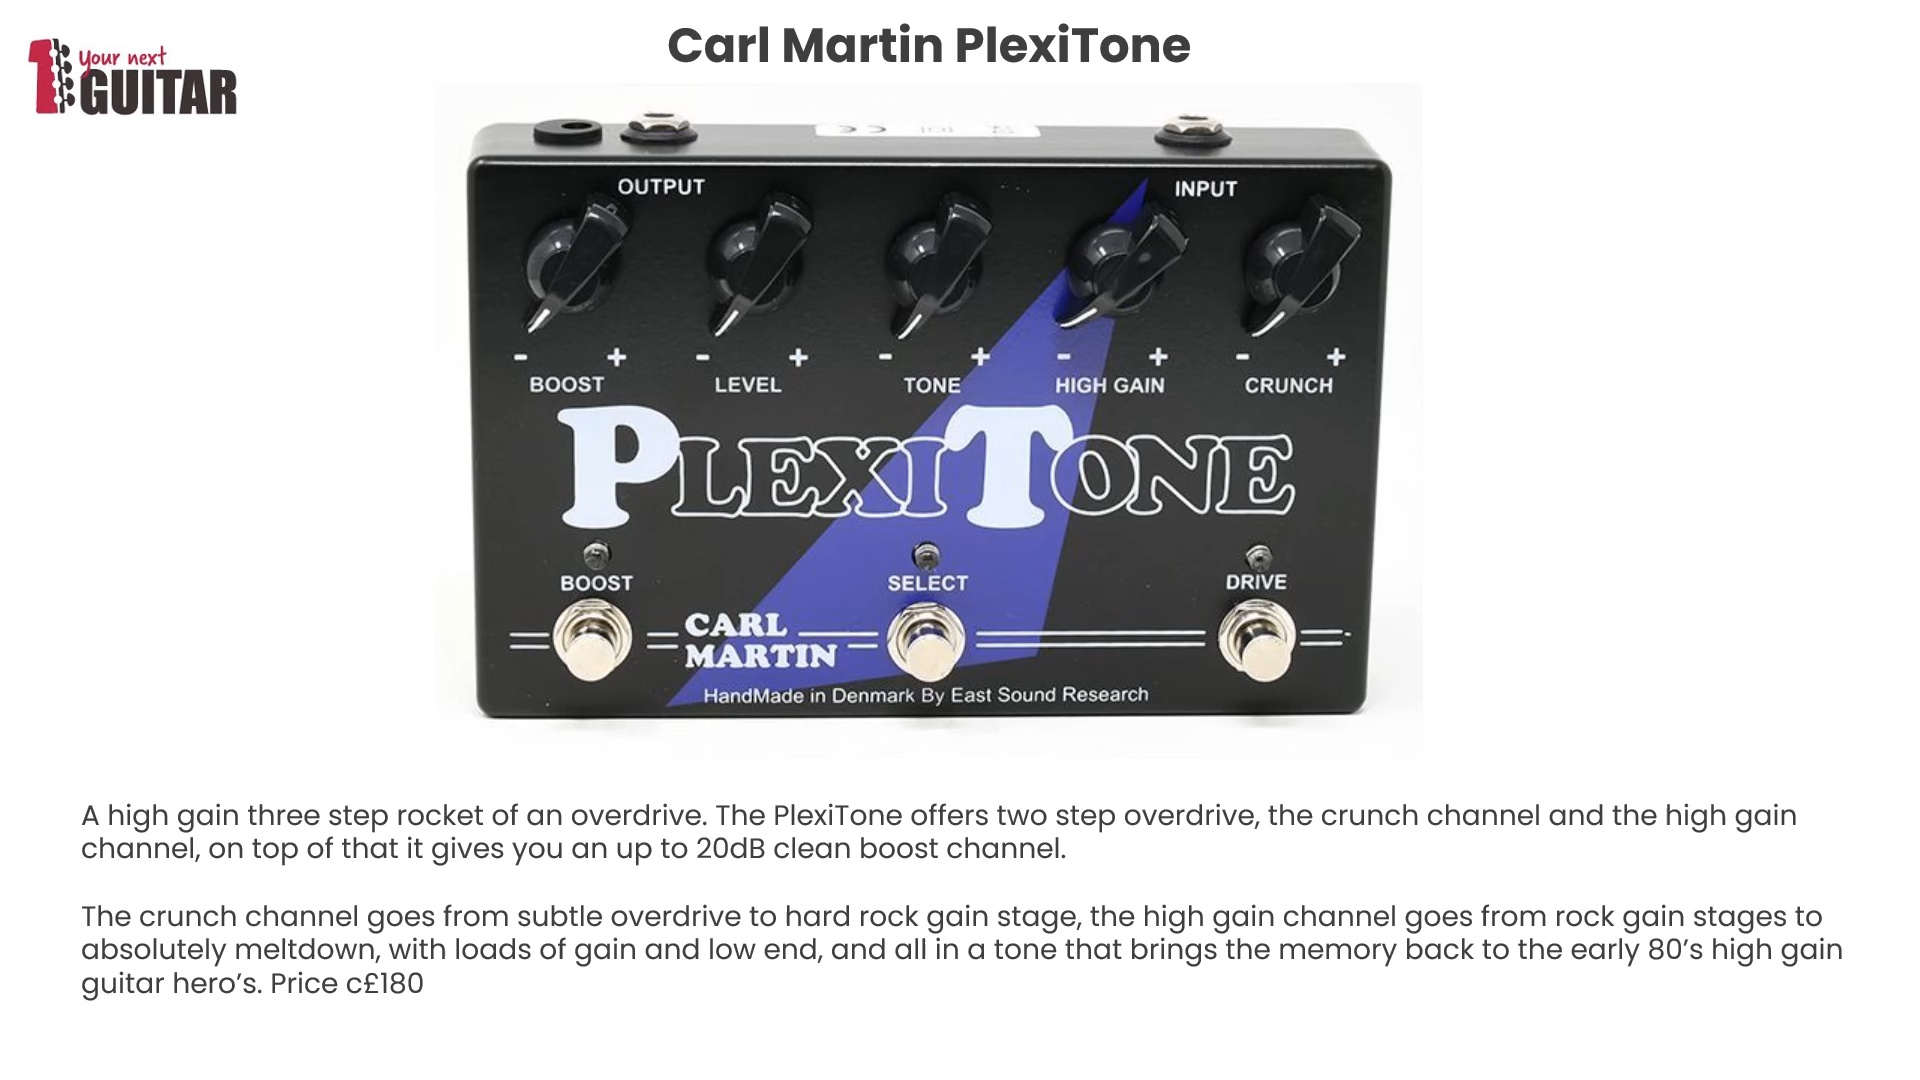 Carl Martin PlexiTone
1 Your next
GUITAR
OUTPUT
INPUT
- +
- +
- +
- +
- +
BOOST
LEVEL
TONE
HIGH GAIN
CRUNCH
PLEXITONE
BOOST
SELECT
DRIVE
CARL
MARTIN
HandMade in Denmark By East Sound Research
A high gain three step rocket of an overdrive. The PlexiTone offers two step overdrive, the crunch channel and the high gain
channel, on top of that it gives you an up to 20dB clean boost channel.
The crunch channel goes from subtle overdrive to hard rock gain stage, the high gain channel goes from rock gain stages to
absolutely meltdown, with loads of gain and low end, and all in a tone that brings the memory back to the early 80’s high gain
guitar hero’s. Price c£180